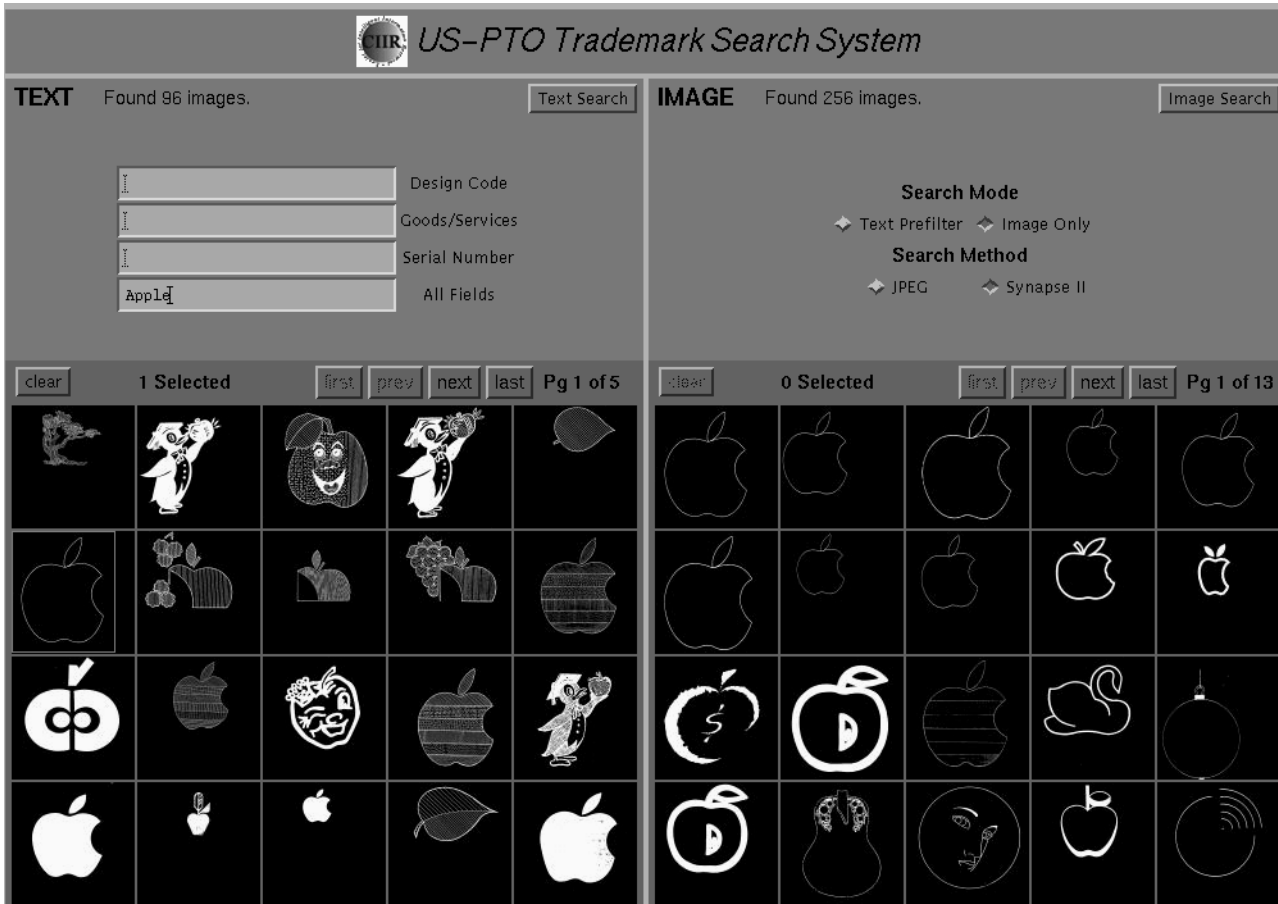 CIIR US-PTO Trademark Search System
TEXT Found 96 images. Text Search
Design Code
Goods/Services
Serial Number
Apple All Fields
clear 1 Selected first prev next last Pg 1 of 5
IMAGE Found 256 images. Image Search
Search Mode
Text Prefilter Image Only
Search Method
JPEG Synapse II
clear 0 Selected first prev next last Pg 1 of 13
S